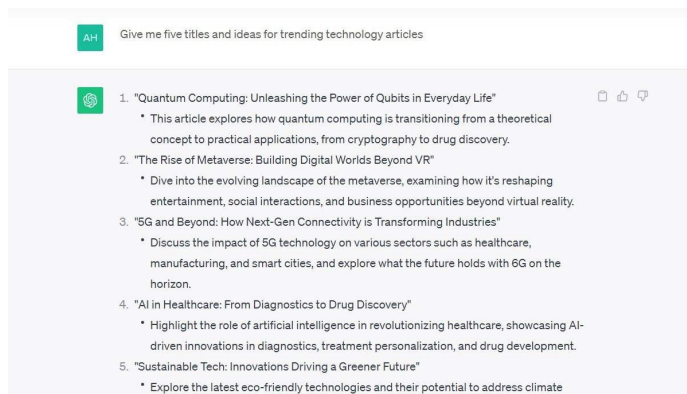 AH
Give me five titles and ideas for trending technology articles
1. "Quantum Computing: Unleashing the Power of Qubits in Everyday Life"
• This article explores how quantum computing is transitioning from a theoretical
concept to practical applications, from cryptography to drug discovery.
2. "The Rise of Metaverse: Building Digital Worlds Beyond VR"
• Dive into the evolving landscape of the metaverse, examining how it's reshaping
entertainment, social interactions, and business opportunities beyond virtual reality.
3. "5G and Beyond: How Next-Gen Connectivity is Transforming Industries"
• Discuss the impact of 5G technology on various sectors such as healthcare,
manufacturing, and smart cities, and explore what the future holds with 6G on the
horizon.
4. "AI in Healthcare: From Diagnostics to Drug Discovery"
• Highlight the role of artificial intelligence in revolutionizing healthcare, showcasing AI-
driven innovations in diagnostics, treatment personalization, and drug development.
5. "Sustainable Tech: Innovations Driving a Greener Future"
• Explore the latest eco-friendly technologies and their potential to address climate